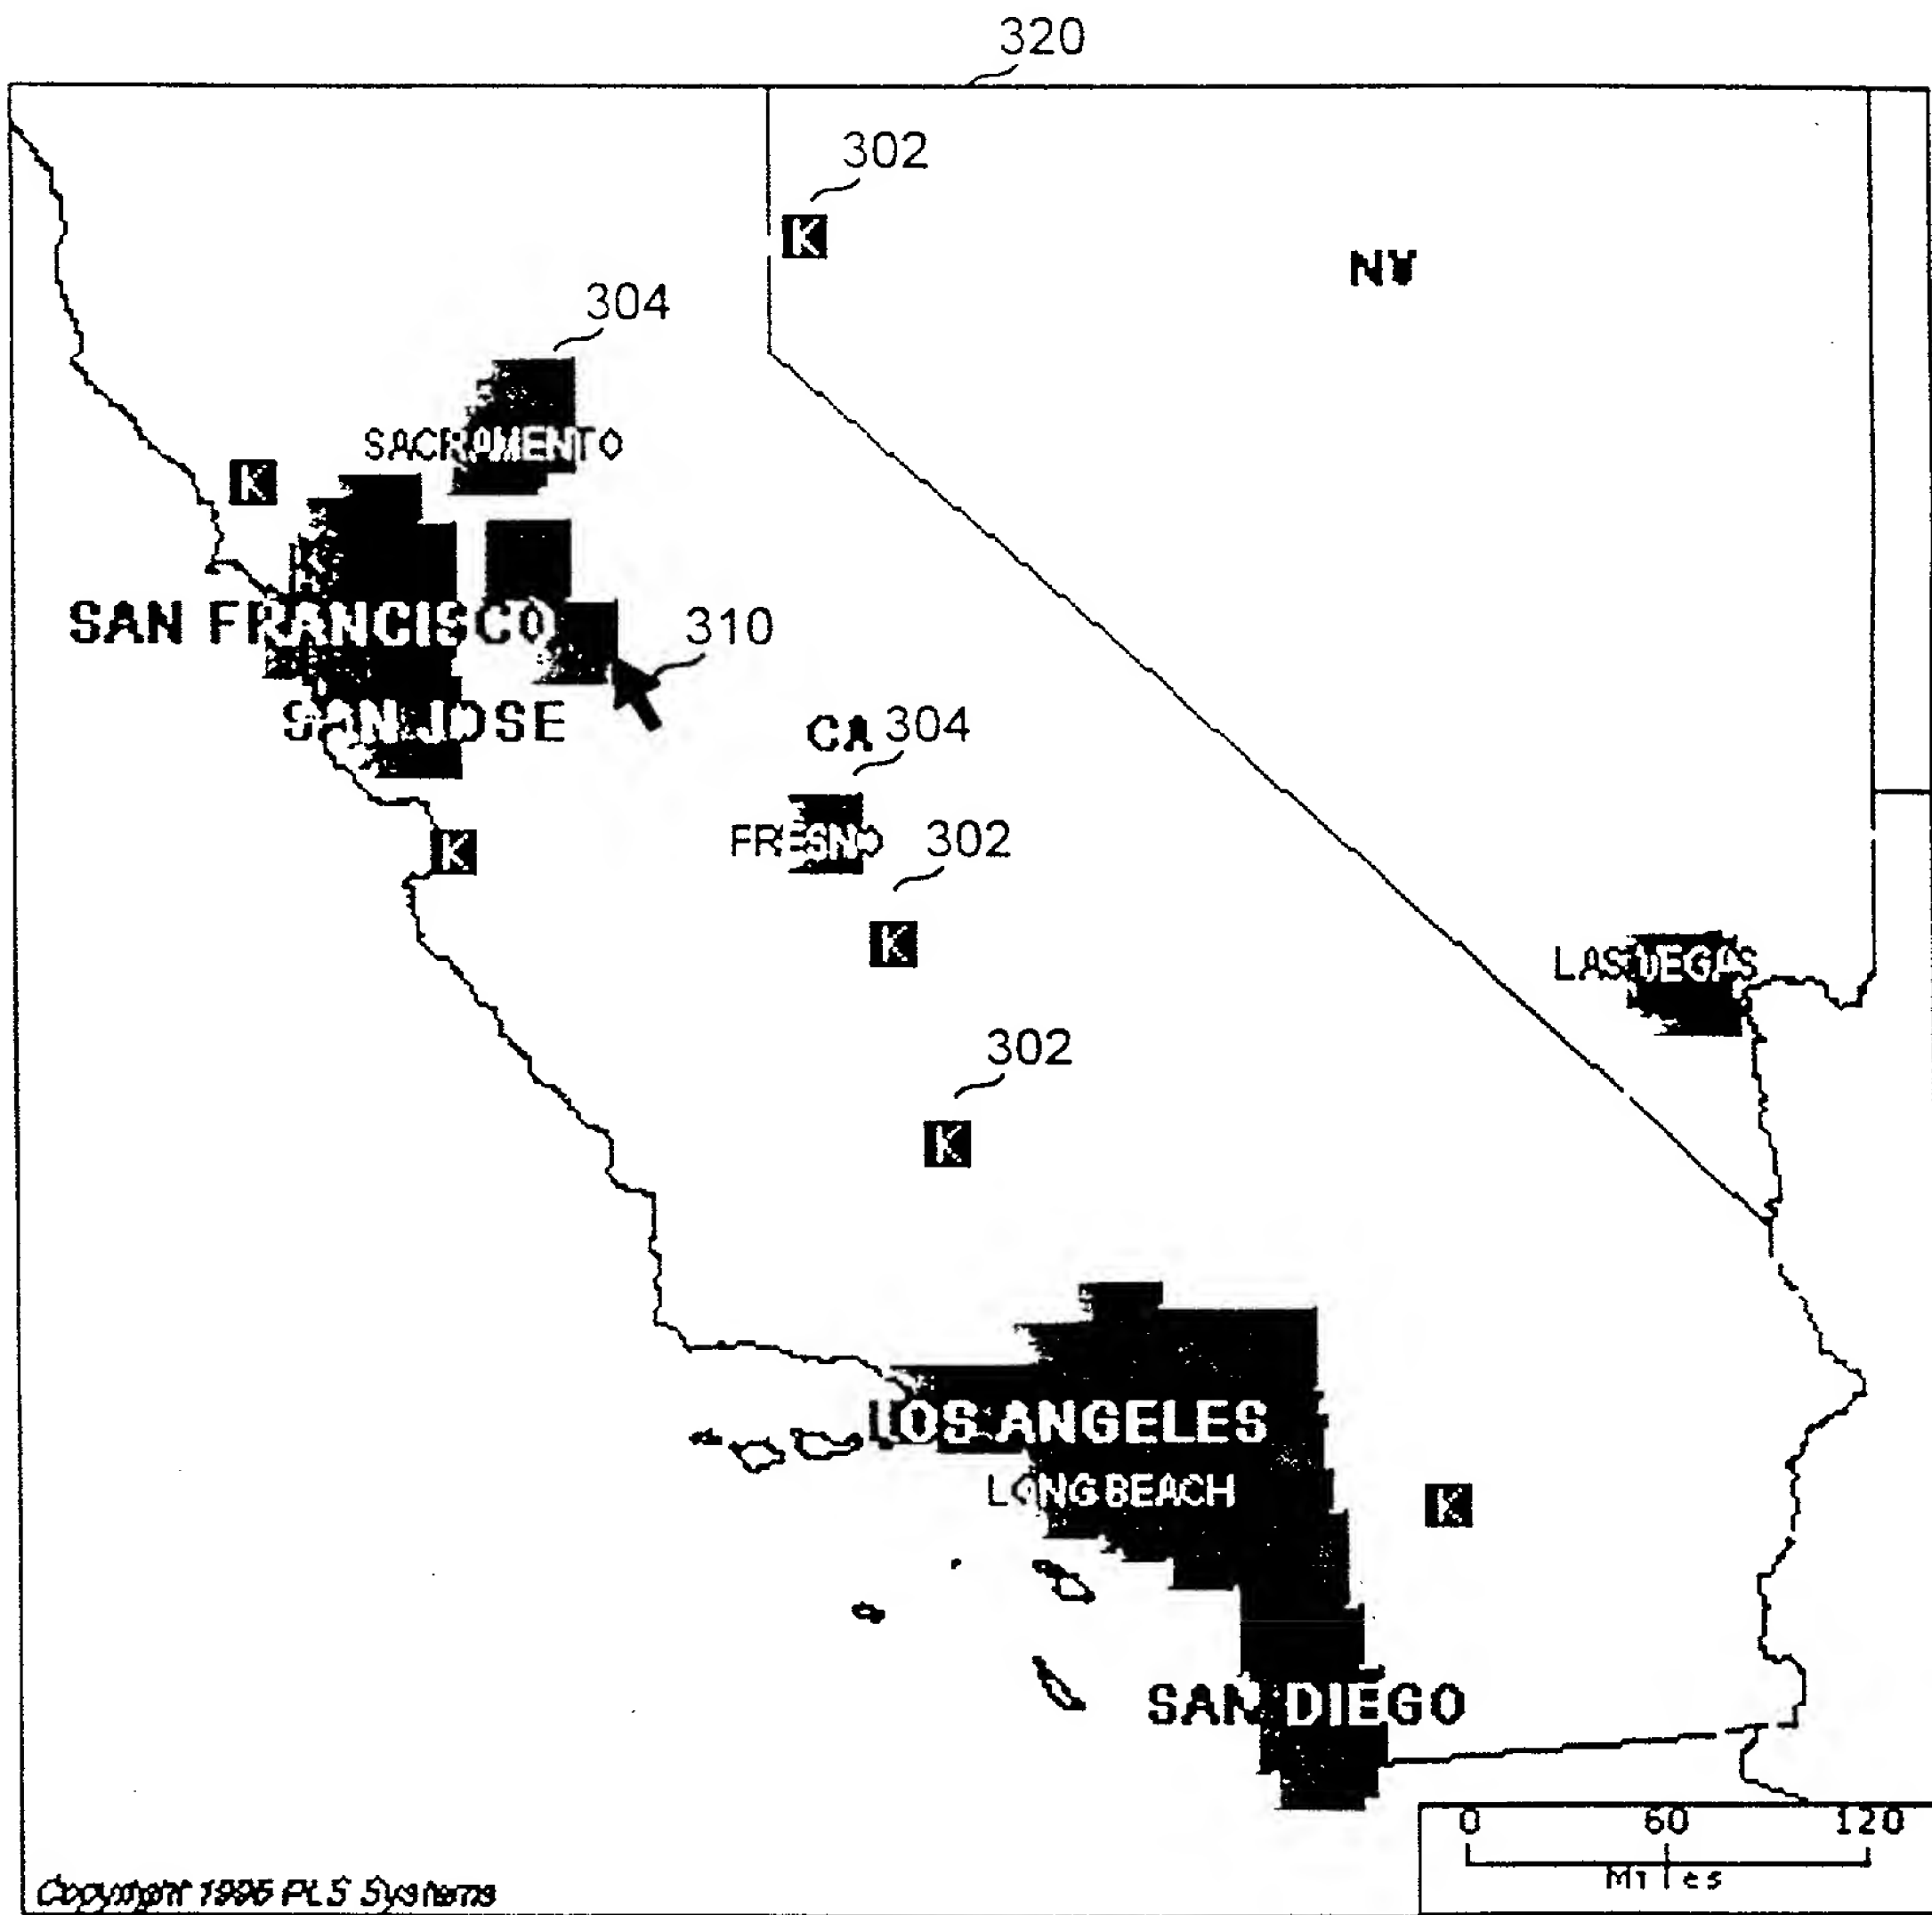 320
302
K
NV
304
SACRAMENTO
K
K
SAN FRANCISCO
310
SAN JOSE
CA
304
FRESNO
302
K
K
LAS VEGAS
302
K
LOS ANGELES
LONG BEACH
K
SAN DIEGO
0 60 120
Miles
Copyright 1996 PLS Systems